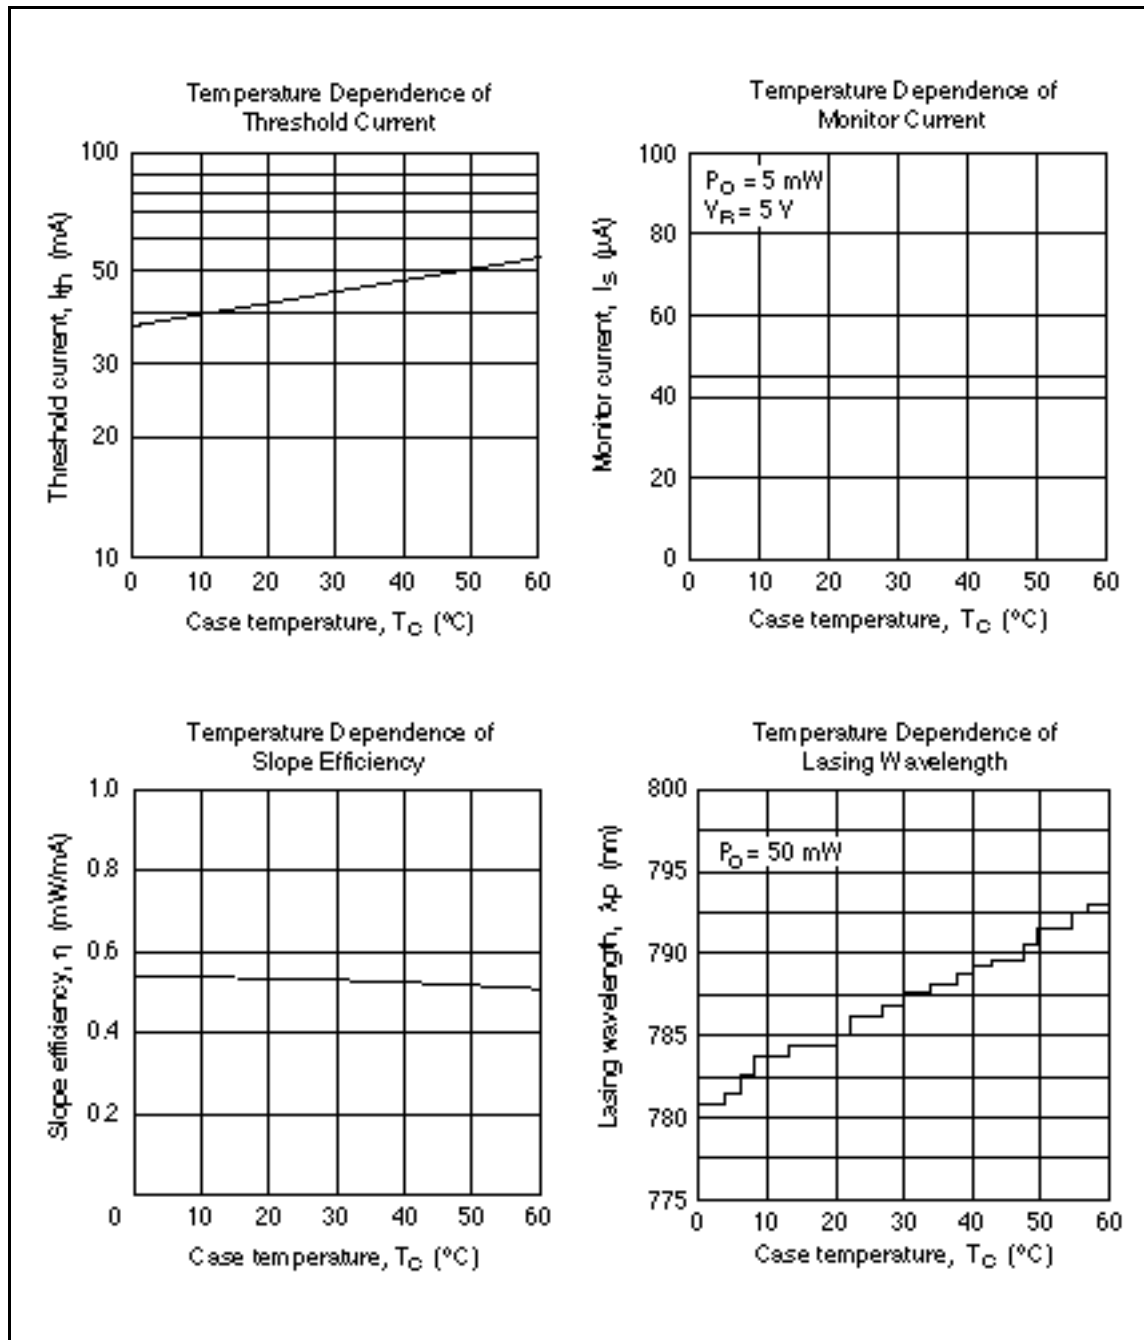 Temperature Dependence of
Threshold Current
100
50
30
20
10
0 10 20 30 40 50 60
Threshold current, Ith (mA)
Case temperature, TC (°C)
Temperature Dependence of
Monitor Current
PO = 5 mW
VR = 5 V
100
80
60
40
20
0
0 10 20 30 40 50 60
Monitor current, IS (μA)
Case temperature, TC (°C)
Temperature Dependence of
Slope Efficiency
1.0
0.8
0.6
0.4
0.2
0 10 20 30 40 50 60
Slope efficiency, η (mW/mA)
Case temperature, TC (°C)
Temperature Dependence of
Lasing Wavelength
PO = 50 mW
800
795
790
785
780
775
0 10 20 30 40 50 60
Lasing wavelength, λp (nm)
Case temperature, TC (°C)